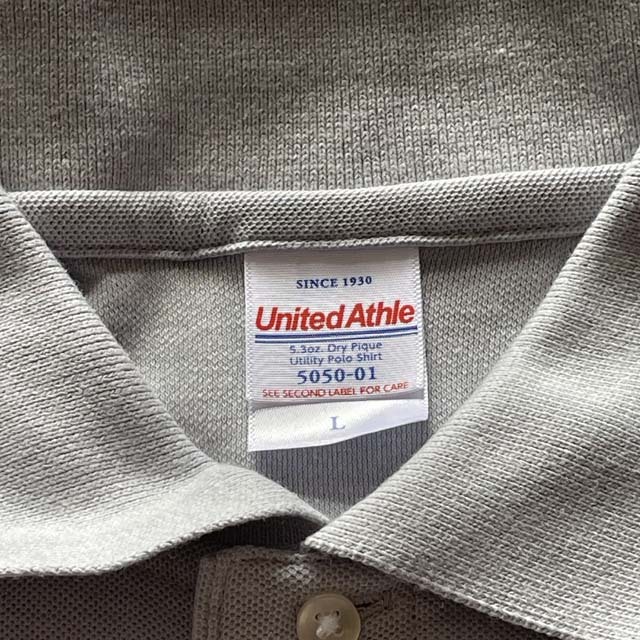 SINCE 1930
United Athle
5.3oz. Dry Pique
Utility Polo Shirt
5050-01
SEE SECOND LABEL FOR CARE
L